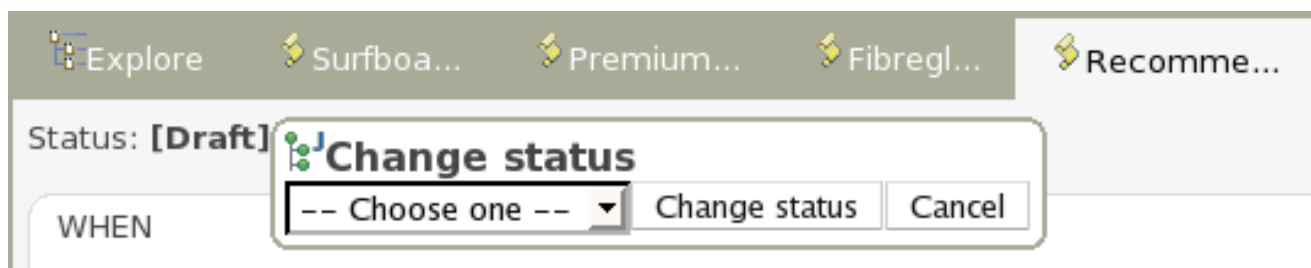 Explore Surfboa... Premium... Fibregl... Recomme...
Status: [Draft]
Change status
-- Choose one -- Change status Cancel
WHEN